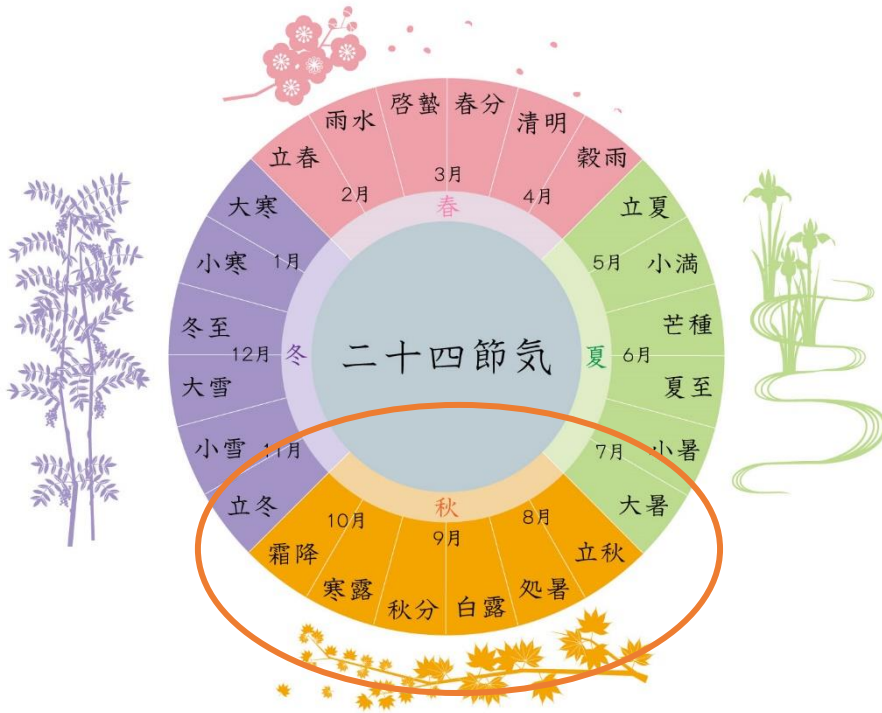 二十四節気
春
立春
雨水
啓蟄
春分
清明
穀雨
2月
3月
4月
夏
立夏
小満
芒種
夏至
小暑
大暑
5月
6月
7月
秋
立秋
処暑
白露
秋分
寒露
霜降
8月
9月
10月
冬
立冬
小雪
大雪
冬至
小寒
大寒
11月
12月
1月